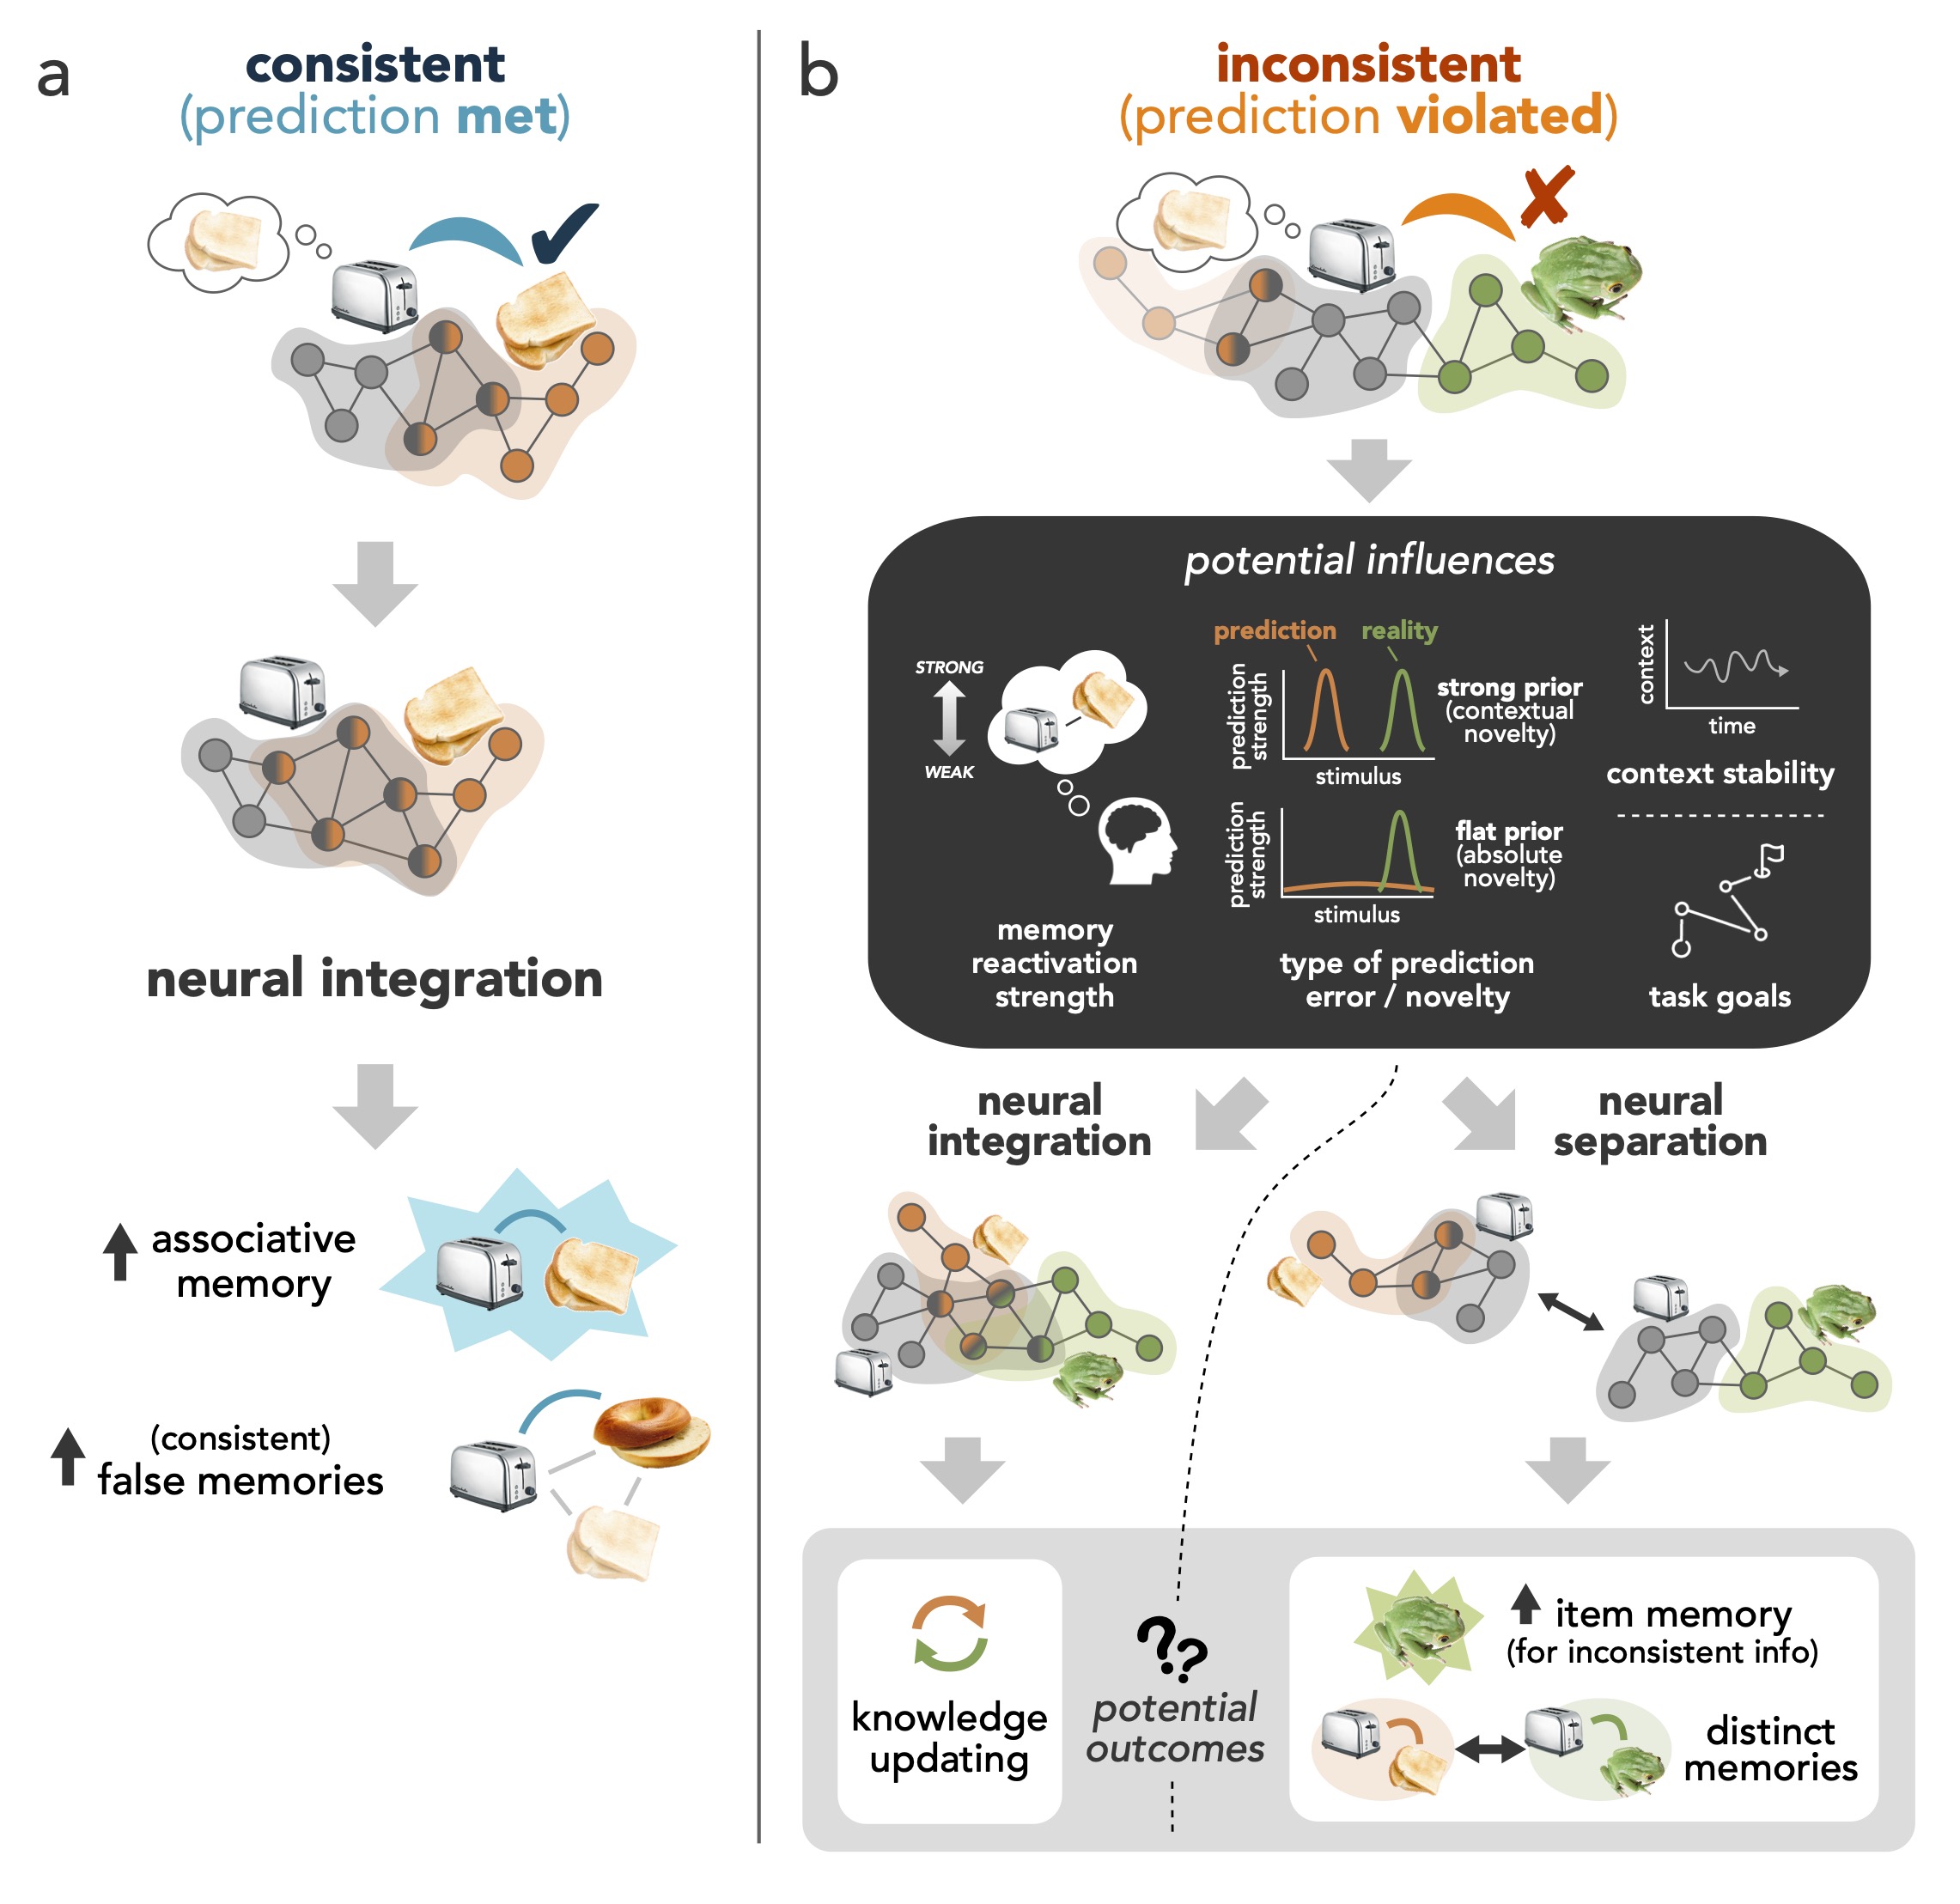 a
consistent
(prediction met)
neural integration
associative
memory
(consistent)
false memories
b
inconsistent
(prediction violated)
potential influences
STRONG
WEAK
memory
reactivation
strength
prediction
reality
prediction
strength
stimulus
strong prior
(contextual
novelty)
prediction
strength
stimulus
flat prior
(absolute
novelty)
type of prediction
error / novelty
context
time
context stability
task goals
neural
integration
neural
separation
knowledge
updating
??
potential
outcomes
item memory
(for inconsistent info)
distinct
memories